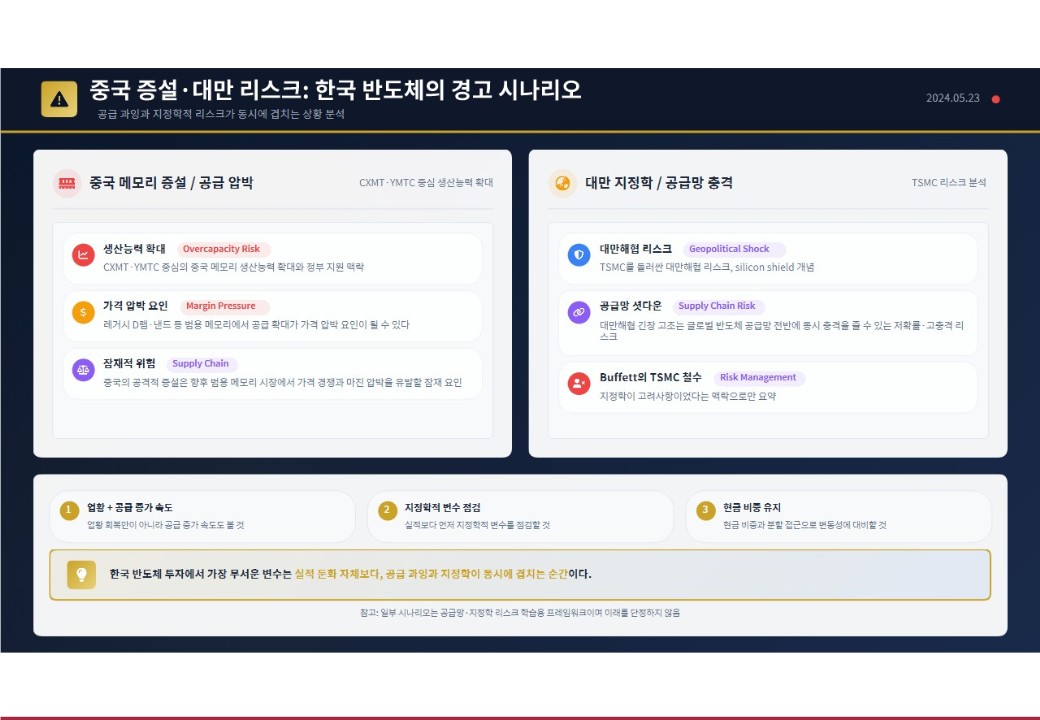 중국 증설·대만 리스크: 한국 반도체의 경고 시나리오
공급 과잉과 지정학적 리스크가 동시에 겹치는 상황 분석
2024.05.23
중국 메모리 증설 / 공급 압박
CXMT·YMTC 중심 생산능력 확대
생산능력 확대 Overcapacity Risk
CXMT·YMTC 중심의 중국 메모리 생산능력 확대와 정부 지원 맥락
가격 압박 요인 Margin Pressure
레거시 D램·낸드 등 범용 메모리에서 공급 확대가 가격 압박 요인이 될 수 있다
잠재적 위험 Supply Chain
중국의 공격적 증설은 향후 범용 메모리 시장에서 가격 경쟁과 마진 압박을 유발할 잠재 요인
대만 지정학 / 공급망 충격
TSMC 리스크 분석
대만해협 리스크 Geopolitical Shock
TSMC를 둘러싼 대만해협 리스크, silicon shield 개념
공급망 셧다운 Supply Chain Risk
대만해협 긴장 고조는 글로벌 반도체 공급망 전반에 동시 충격을 줄 수 있는 저확률·고충격 리
스크
Buffett의 TSMC 철수 Risk Management
지정학이 고려사항이었다는 맥락으로만 요약
1 업황 + 공급 증가 속도
업황 회복만이 아니라 공급 증가 속도도 볼 것
2 지정학적 변수 점검
실적보다 먼저 지정학적 변수를 점검할 것
3 현금 비중 유지
현금 비중과 분할 접근으로 변동성에 대비할 것
한국 반도체 투자에서 가장 무서운 변수는 실적 둔화 자체보다, 공급 과잉과 지정학이 동시에 겹치는 순간이다.
참고: 일부 시나리오는 공급망·지정학 리스크 학습용 프레임워크이며 미래를 단정하지 않음